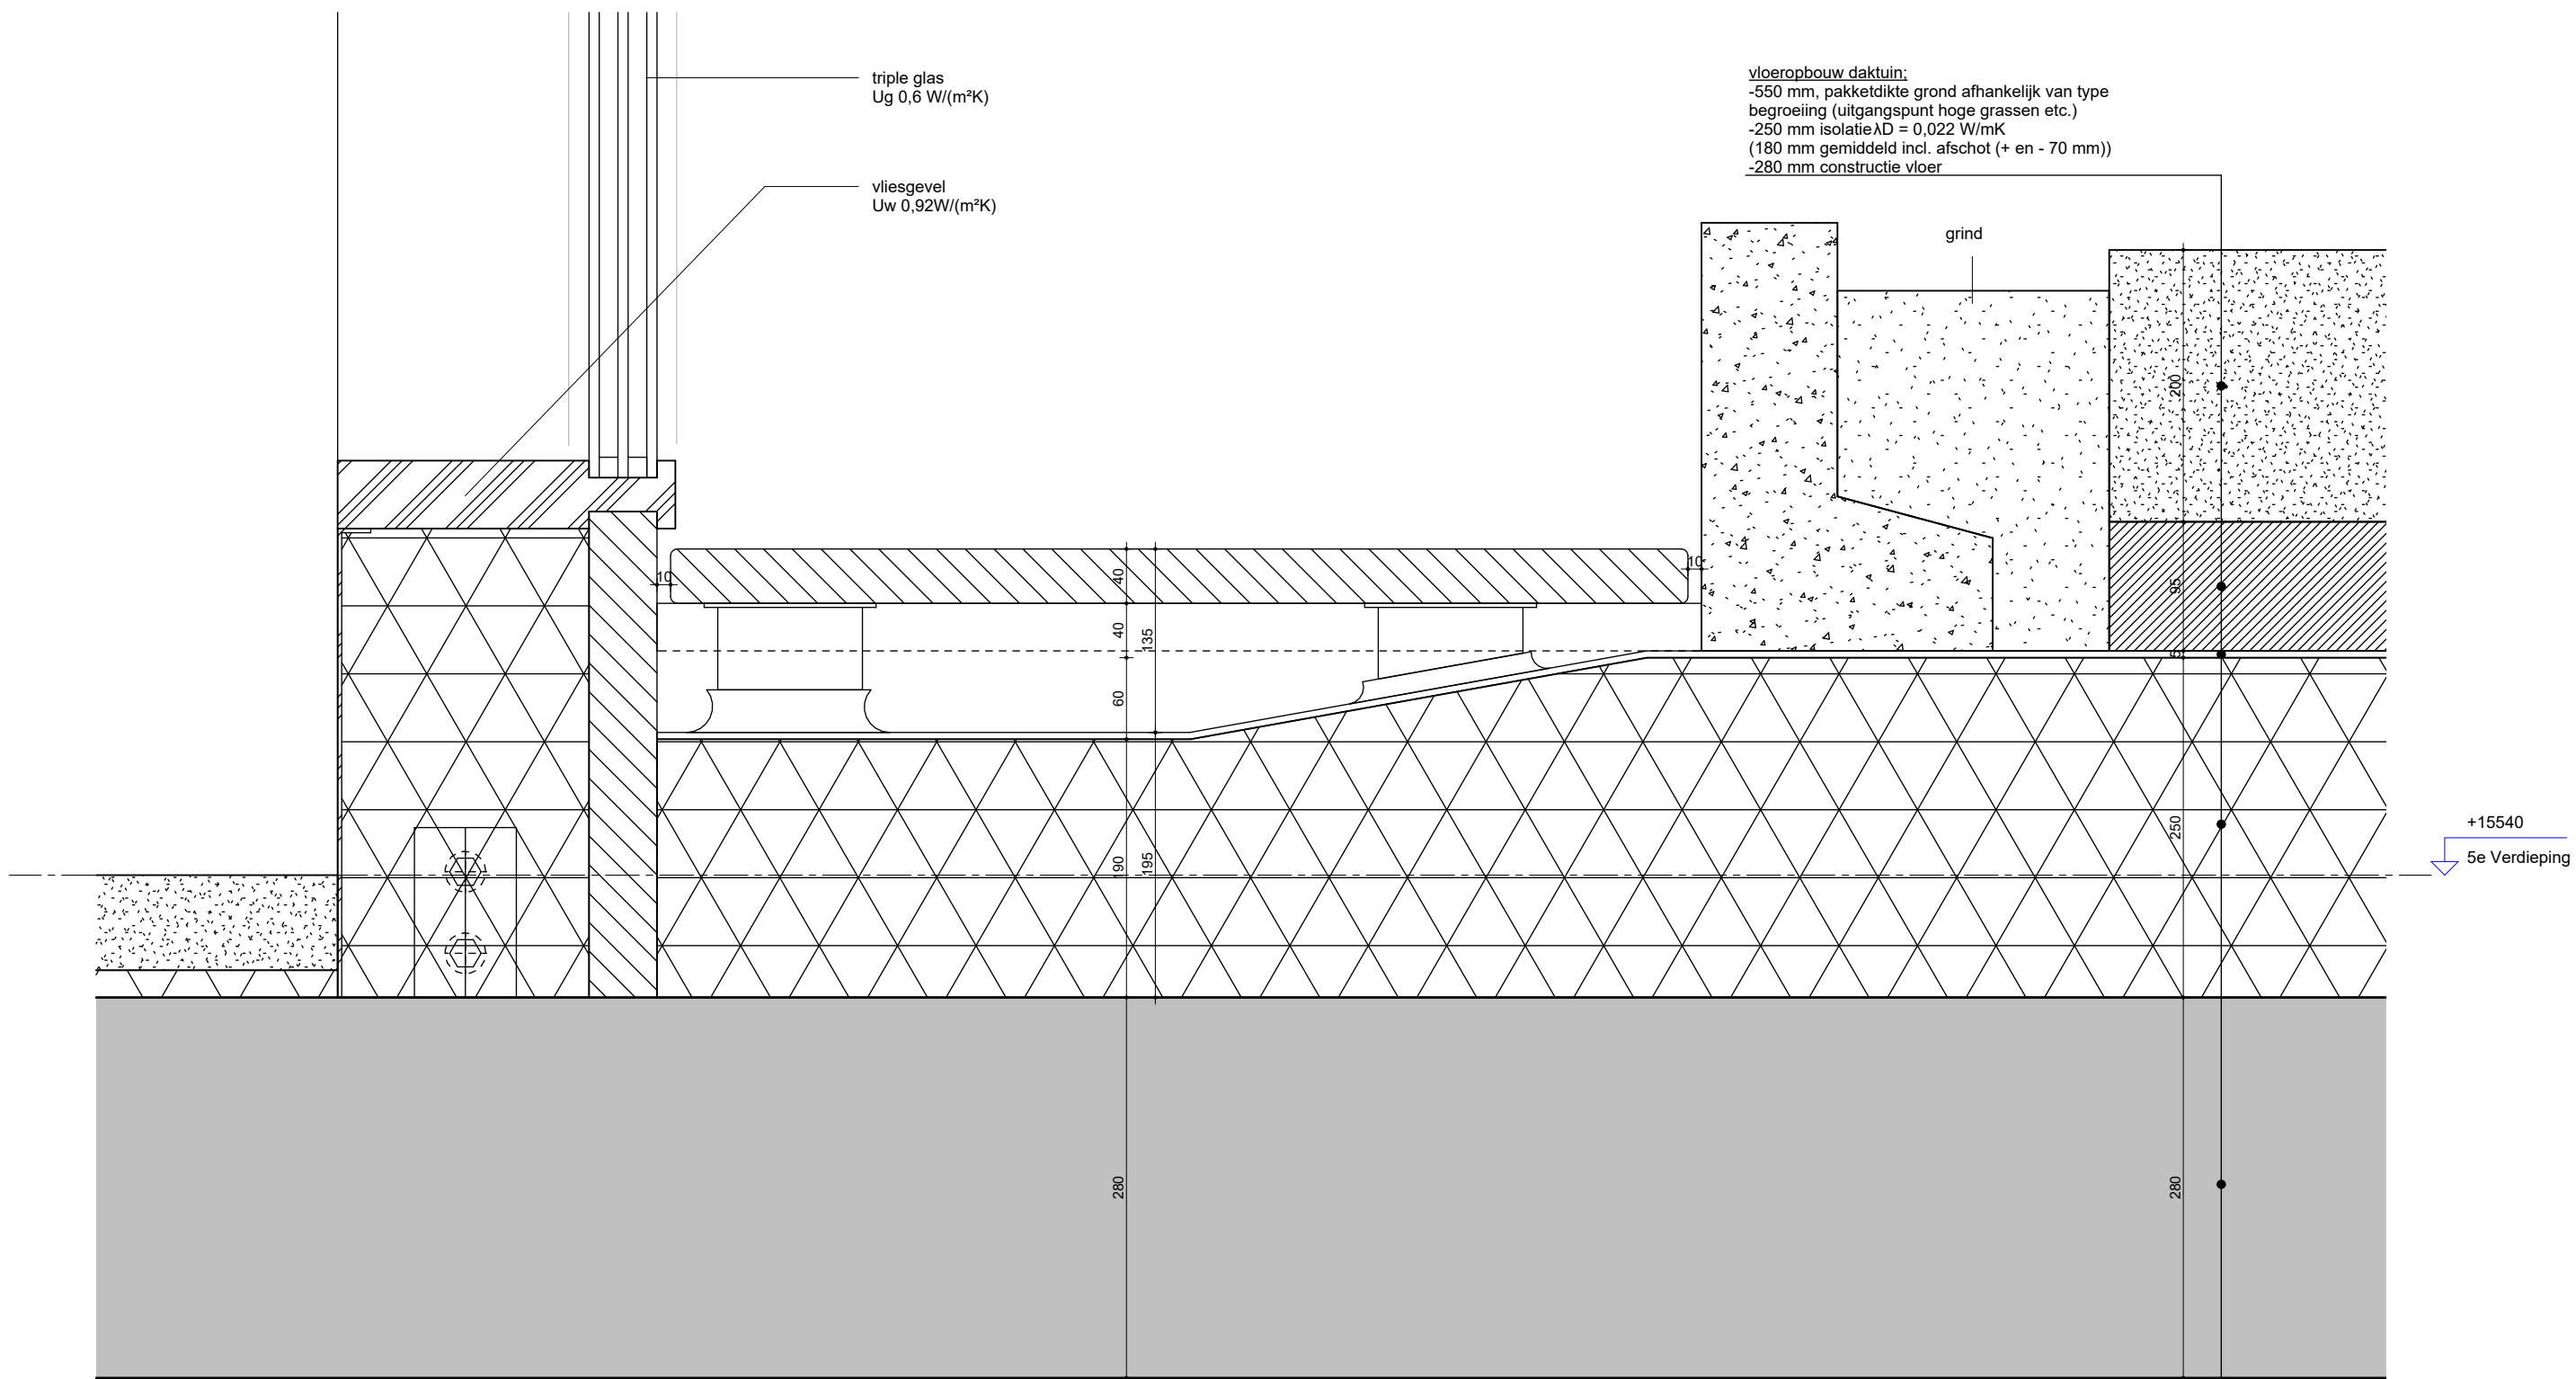 triple glas
Ug 0,6 W/(m²K)
vliesgevel
Uw 0,92W/(m²K)
vloeropbouw daktuin:
-550 mm, pakketdikte grond afhankelijk van type
begroeiing (uitgangspunt hoge grassen etc.)
-250 mm isolatieλD = 0,022 W/mK
(180 mm gemiddeld incl. afschot (+ en - 70 mm))
-280 mm constructie vloer
grind
200
10
40
10
95
40
135
5
60
190
195
250
+15540
5e Verdieping
280
280